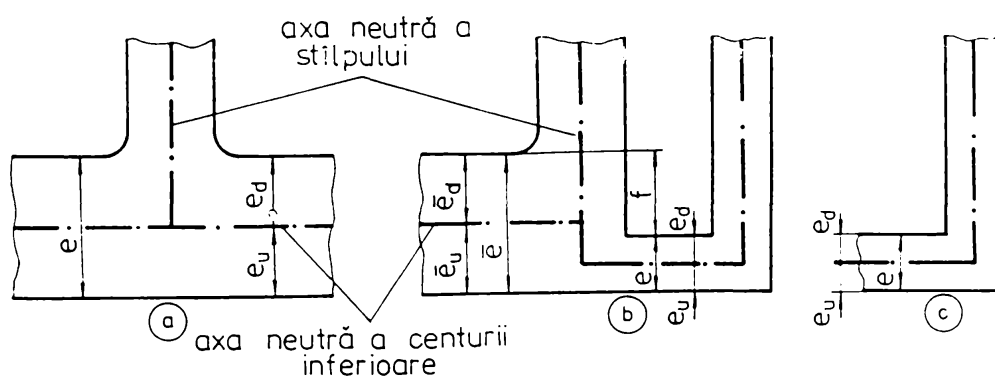 axa neutră a
stîlpului
e
e_d
e_u
a
ē_d
ē_u
ē
f
e_d
e
e_u
b
e_d
e
e_u
c
axa neutră a centurii
inferioare